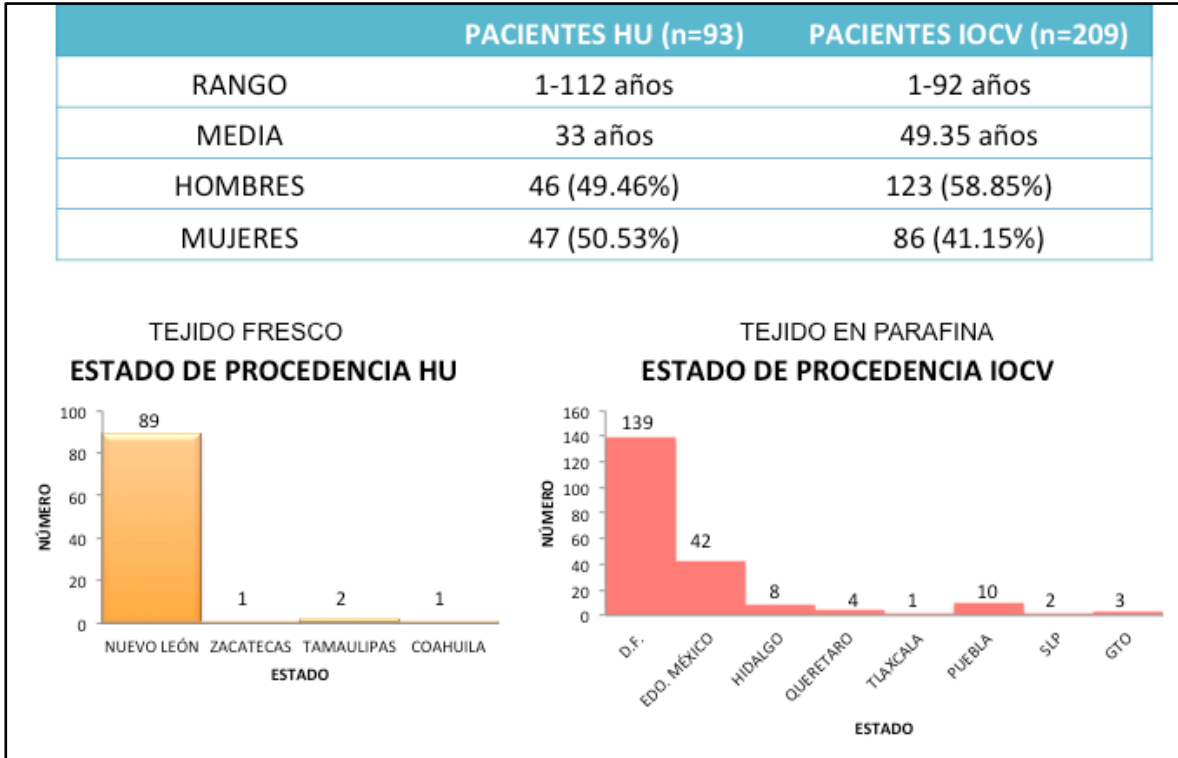 PACIENTES HU (n=93) PACIENTES IOCV (n=209)
RANGO 1-112 años 1-92 años
MEDIA 33 años 49.35 años
HOMBRES 46 (49.46%) 123 (58.85%)
MUJERES 47 (50.53%) 86 (41.15%)
TEJIDO FRESCO
ESTADO DE PROCEDENCIA HU
100
80
60
40
20
0
NÚMERO
89
1
2
1
NUEVO LEÓN ZACATECAS TAMAULIPAS COAHUILA
ESTADO
TEJIDO EN PARAFINA
ESTADO DE PROCEDENCIA IOCV
160
140
120
100
80
60
40
20
0
NÚMERO
139
42
8
4
1
10
2
3
D.F.
EDO. MÉXICO
HIDALGO
QUERETARO
TLAXCALA
PUEBLA
SLP
GTO
ESTADO